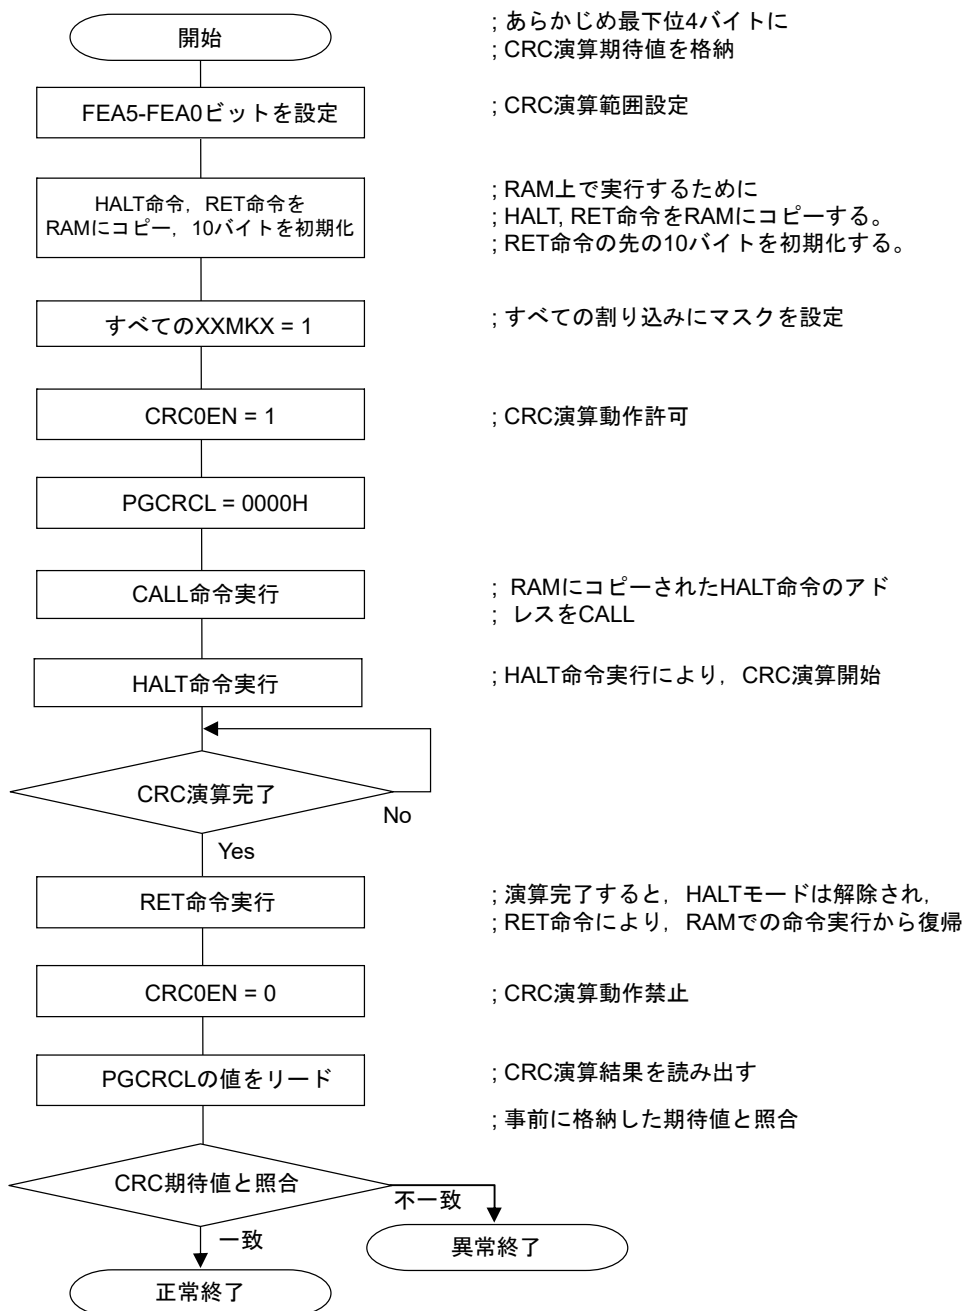 開始
; あらかじめ最下位4バイトに
; CRC演算期待値を格納
FEA5-FEA0ビットを設定
; CRC演算範囲設定
HALT命令，RET命令を
RAMにコピー，10バイトを初期化
; RAM上で実行するために
; HALT, RET命令をRAMにコピーする。
; RET命令の先の10バイトを初期化する。
すべてのXXMKX = 1
; すべての割り込みにマスクを設定
CRC0EN = 1
; CRC演算動作許可
PGCRCL = 0000H
CALL命令実行
; RAMにコピーされたHALT命令のアド
; レスをCALL
HALT命令実行
; HALT命令実行により，CRC演算開始
CRC演算完了
No
Yes
RET命令実行
; 演算完了すると，HALTモードは解除され，
; RET命令により，RAMでの命令実行から復帰
CRC0EN = 0
; CRC演算動作禁止
PGCRCLの値をリード
; CRC演算結果を読み出す
; 事前に格納した期待値と照合
CRC期待値と照合
不一致
一致
異常終了
正常終了